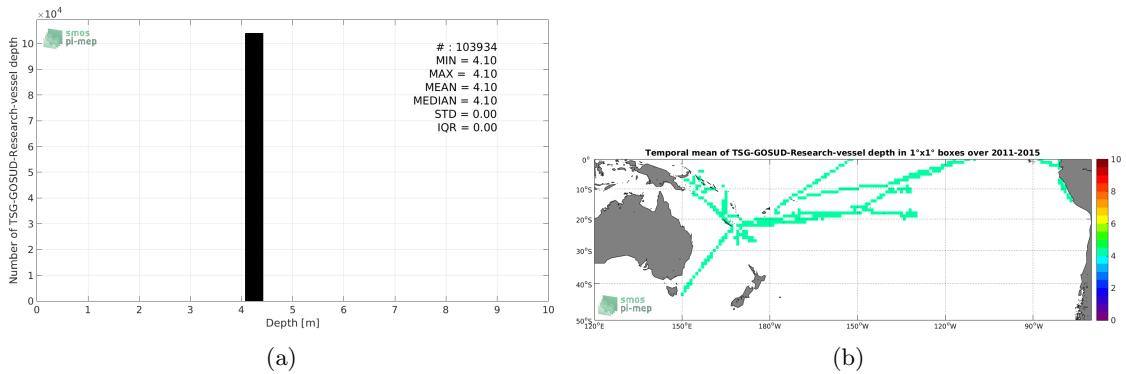 ×10⁴
smos
pi-mep
# : 103934
MIN = 4.10
MAX = 4.10
MEAN = 4.10
MEDIAN = 4.10
STD = 0.00
IQR = 0.00
Number of TSG-GOSUD-Research-vessel depth
10
9
8
7
6
5
4
3
2
1
0
0 1 2 3 4 5 6 7 8 9 10
Depth [m]
(a)
Temporal mean of TSG-GOSUD-Research-vessel depth in 1°x1° boxes over 2011-2015
0°
10°S
20°S
30°S
40°S
50°S
120°E 150°E 180°W 150°W 120°W 90°W
smos
pi-mep
10
8
6
4
2
0
(b)